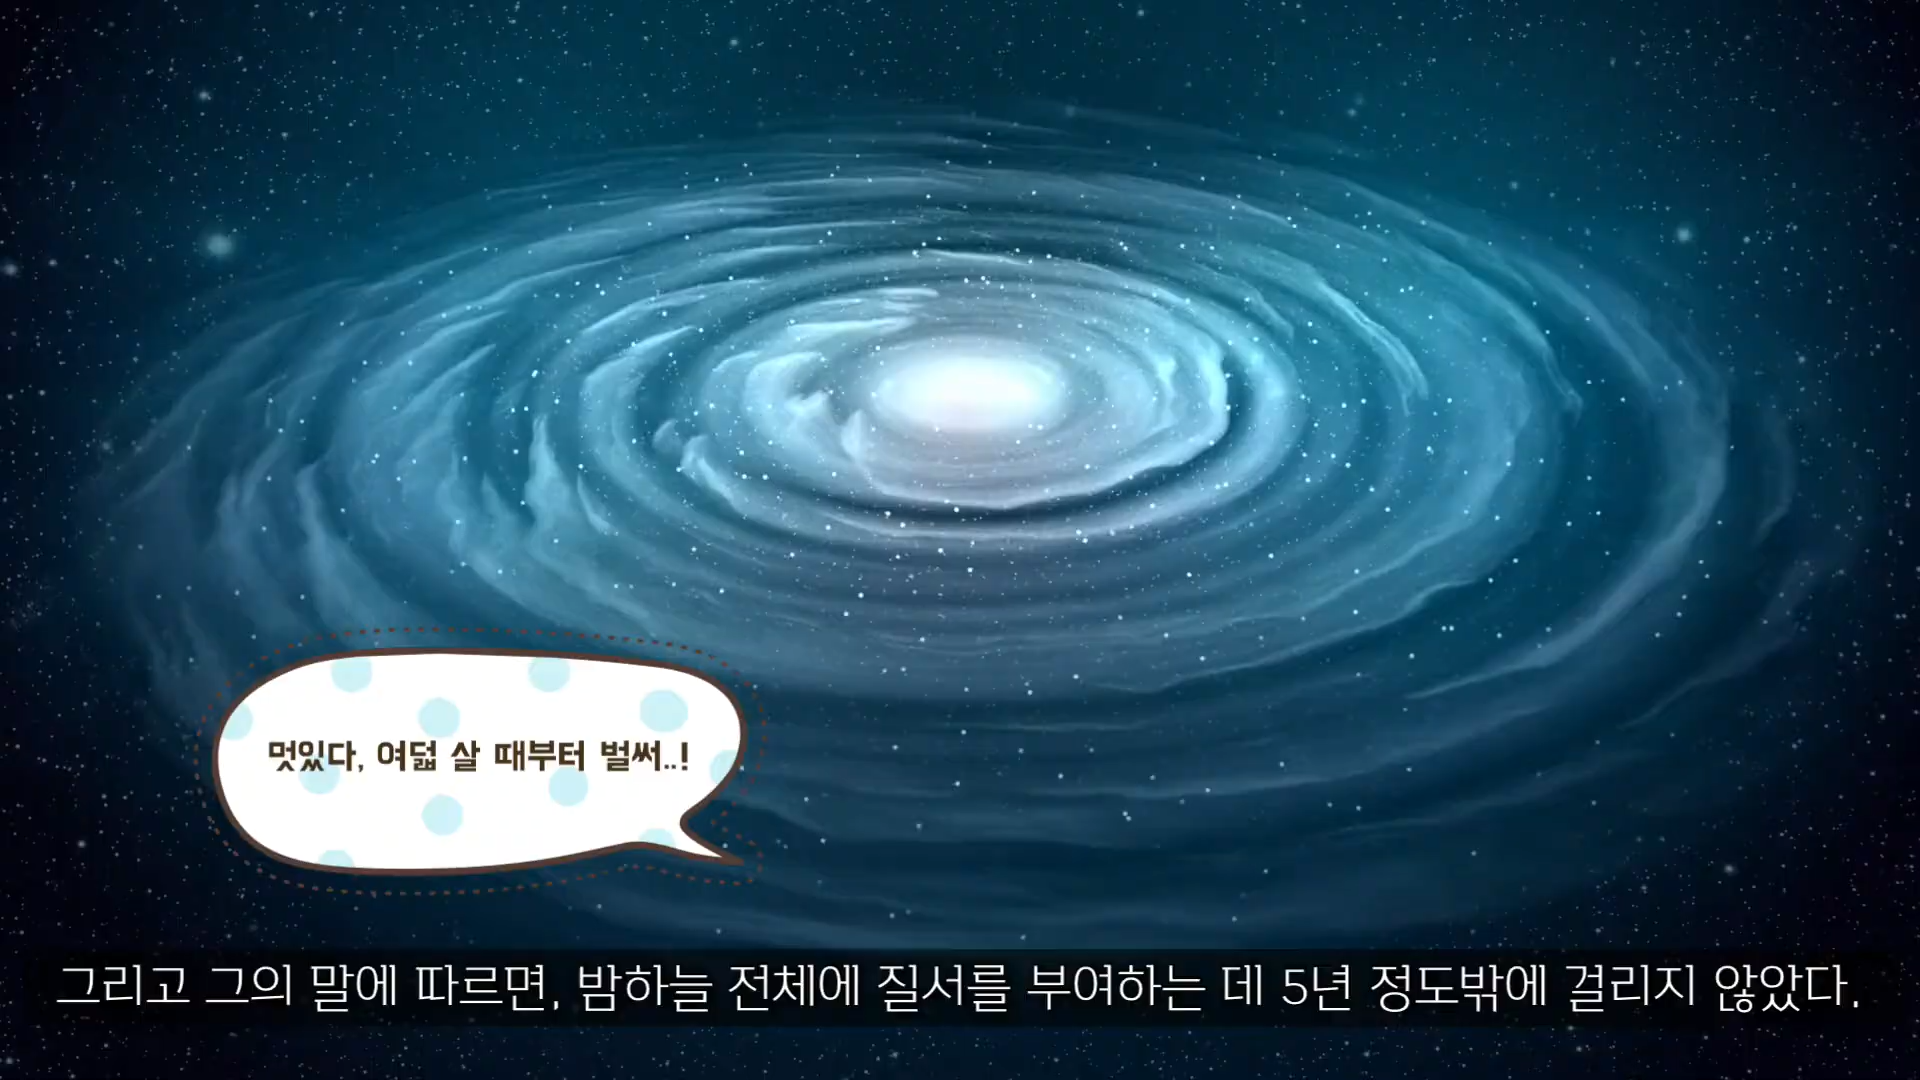 멋있다, 여덟 살 때부터 벌써..!
그리고 그의 말에 따르면, 밤하늘 전체에 질서를 부여하는 데 5년 정도밖에 걸리지 않았다.